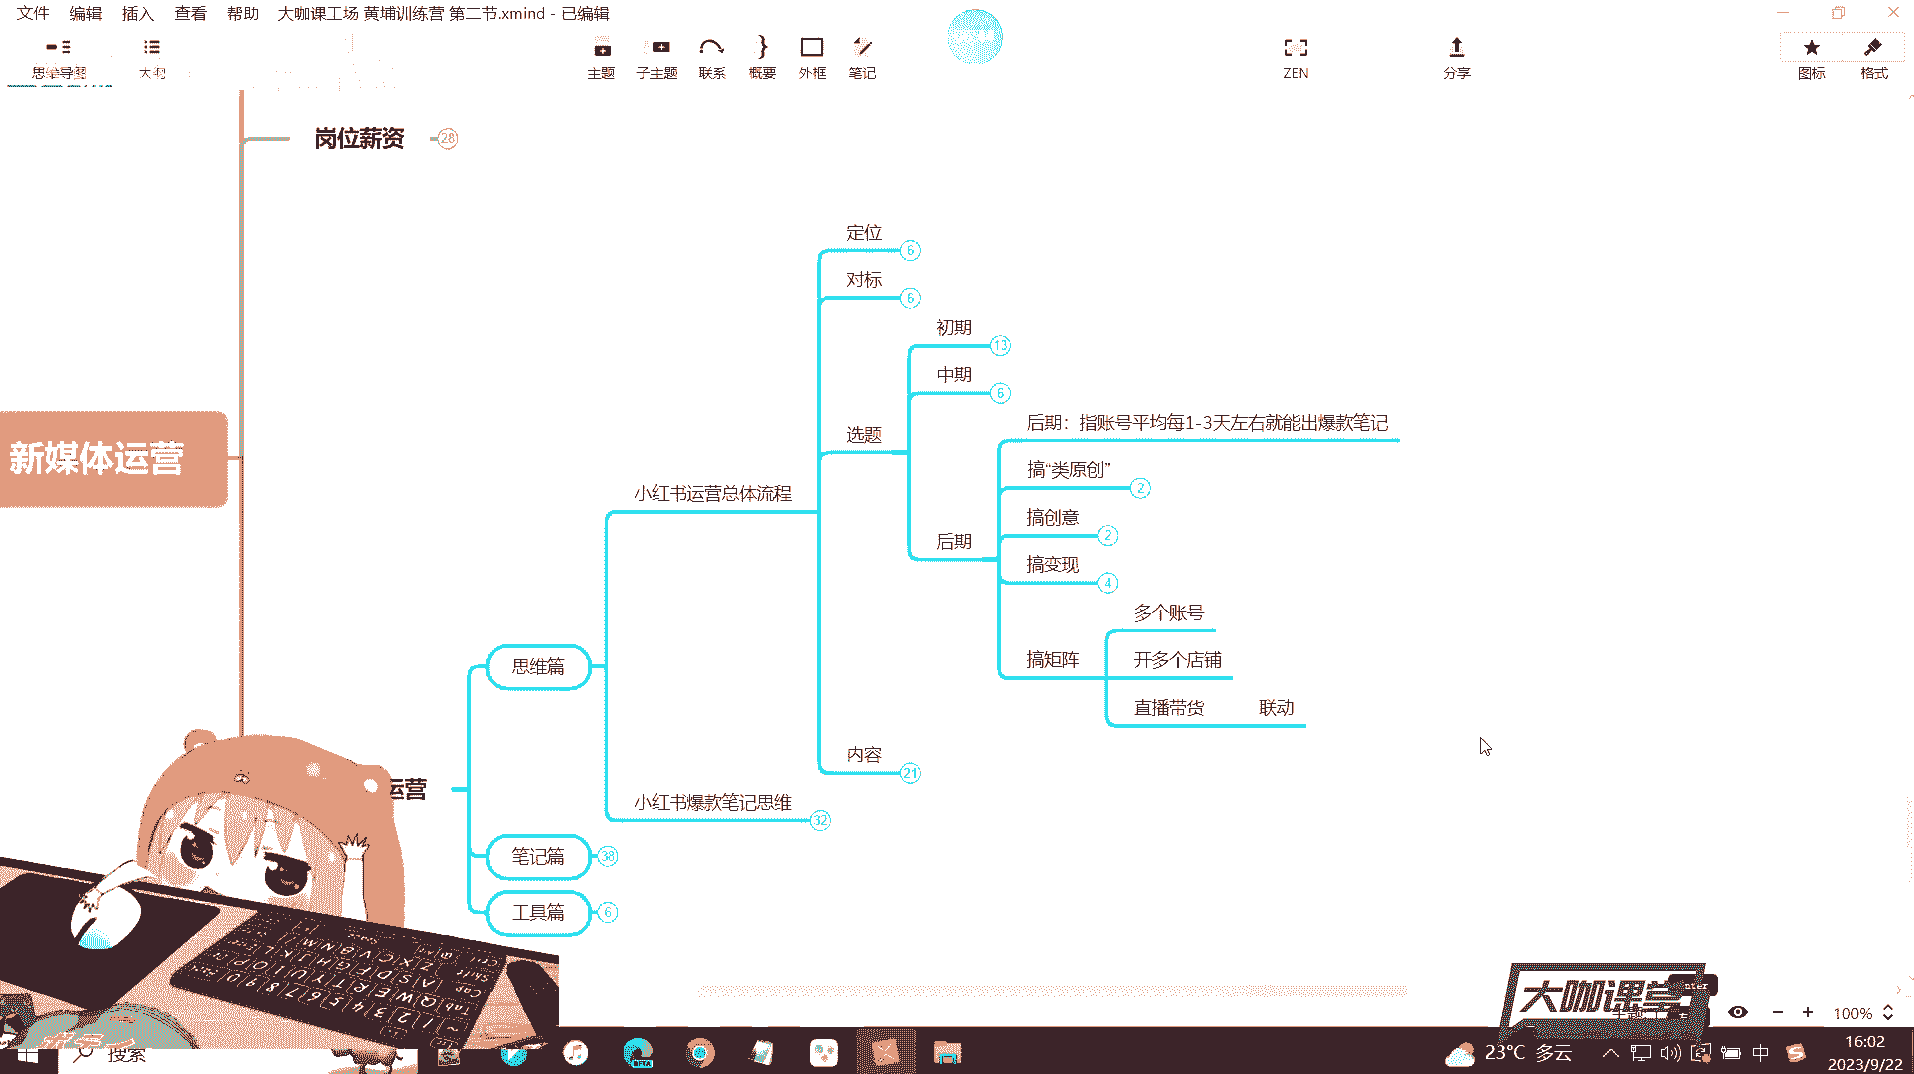 文件 编辑 插入 查看 帮助 大咖课工场 黄埔训练营 第二节.xmind - 已编辑
思维导图 大纲 主题 子主题 联系 概要 外框 笔记 ZEN 分享 图标 格式
岗位薪资 28
定位 6
对标 6
初期 13
中期 6
后期：指账号平均每1-3天左右就能出爆款笔记
选题
新媒体运营
搞“类原创” 2
小红书运营总体流程
搞创意 2
后期
搞变现 4
多个账号
搞矩阵
开多个店铺
思维篇
直播带货 联动
内容 21
运营
小红书爆款笔记思维 32
笔记篇 38
工具篇 6
大咖课堂
100%
搜索
BETA
23°C 多云
中
16:02
2023/9/22